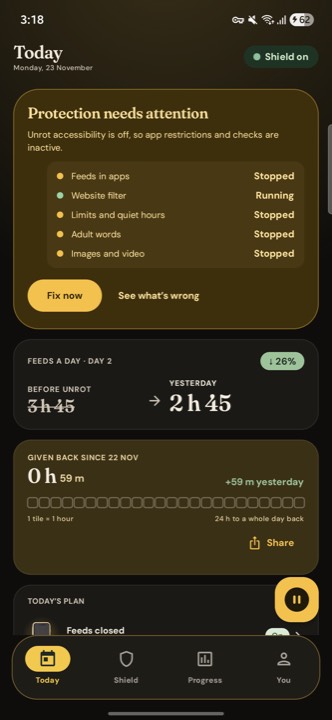 3:18
62
Today
Monday, 23 November
Shield on
Protection needs attention
Unrot accessibility is off, so app restrictions and checks are
inactive.
Feeds in apps Stopped
Website filter Running
Limits and quiet hours Stopped
Adult words Stopped
Images and video Stopped
Fix now See what's wrong
FEEDS A DAY · DAY 2 ↓ 26%
BEFORE UNROT YESTERDAY
3 h 45 → 2 h 45
GIVEN BACK SINCE 22 NOV
0 h 59 m +59 m yesterday
1 tile = 1 hour 24 h to a whole day back
Share
TODAY'S PLAN
Feeds closed
Today Shield Progress You